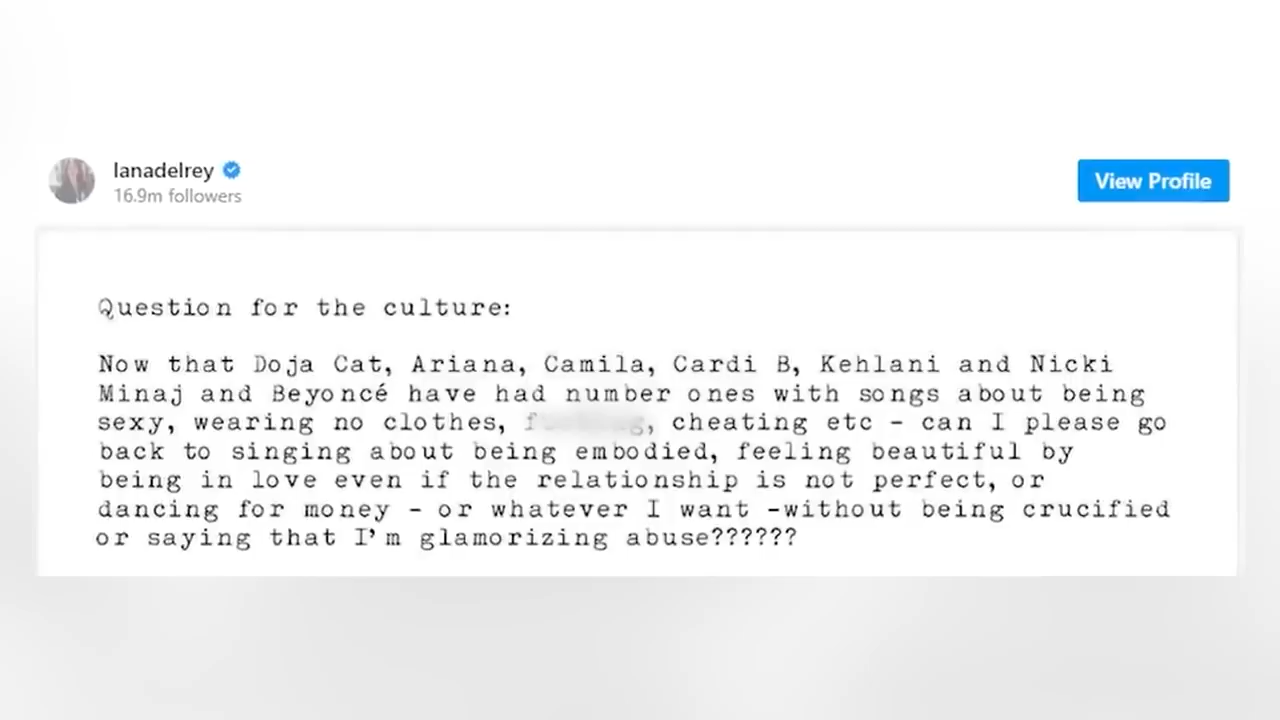 lanadelrey
16.9m followers
View Profile
Question for the culture:
Now that Doja Cat, Ariana, Camila, Cardi B, Kehlani and Nicki
Minaj and Beyoncé have had number ones with songs about being
sexy, wearing no clothes, cheating etc - can I please go
back to singing about being embodied, feeling beautiful by
being in love even if the relationship is not perfect, or
dancing for money - or whatever I want -without being crucified
or saying that I'm glamorizing abuse??????